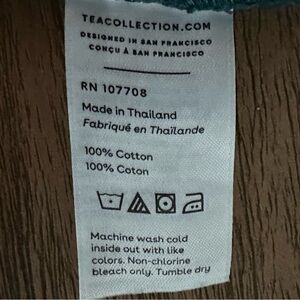 TEACOLLECTION.COM
DESIGNED IN SAN FRANCISCO
CONÇU À SAN FRANCISCO
RN 107708
Made in Thailand
Fabriqué en Thaïlande
100% Cotton
100% Coton
Machine wash cold
inside out with like
colors. Non-chlorine
bleach only. Tumble dry